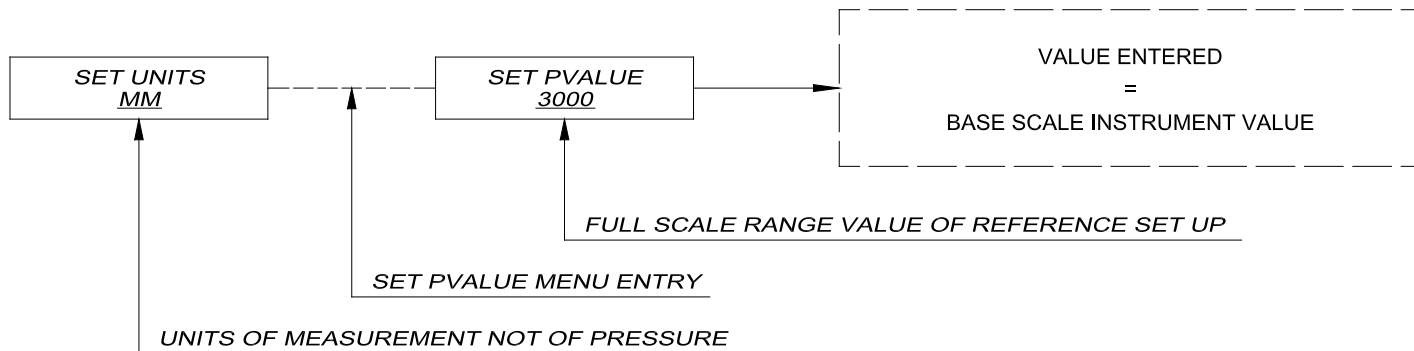 SET UNITS
MM
SET PVALUE
3000
VALUE ENTERED
=
BASE SCALE INSTRUMENT VALUE
FULL SCALE RANGE VALUE OF REFERENCE SET UP
SET PVALUE MENU ENTRY
UNITS OF MEASUREMENT NOT OF PRESSURE